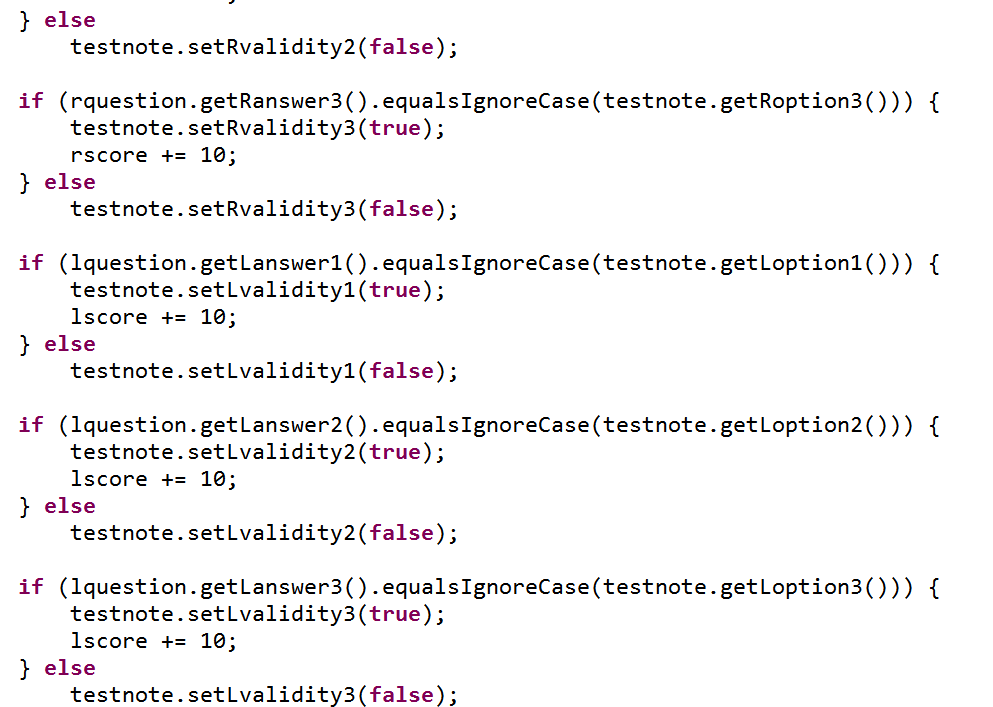 } else
testnote.setRvalidity2(false);
if (rquestion.getRanswer3().equalsIgnoreCase(testnote.getRoption3())) {
testnote.setRvalidity3(true);
rscore += 10;
} else
testnote.setRvalidity3(false);
if (lquestion.getLanswer1().equalsIgnoreCase(testnote.getLoption1())) {
testnote.setLvalidity1(true);
lscore += 10;
} else
testnote.setLvalidity1(false);
if (lquestion.getLanswer2().equalsIgnoreCase(testnote.getLoption2())) {
testnote.setLvalidity2(true);
lscore += 10;
} else
testnote.setLvalidity2(false);
if (lquestion.getLanswer3().equalsIgnoreCase(testnote.getLoption3())) {
testnote.setLvalidity3(true);
lscore += 10;
} else
testnote.setLvalidity3(false);